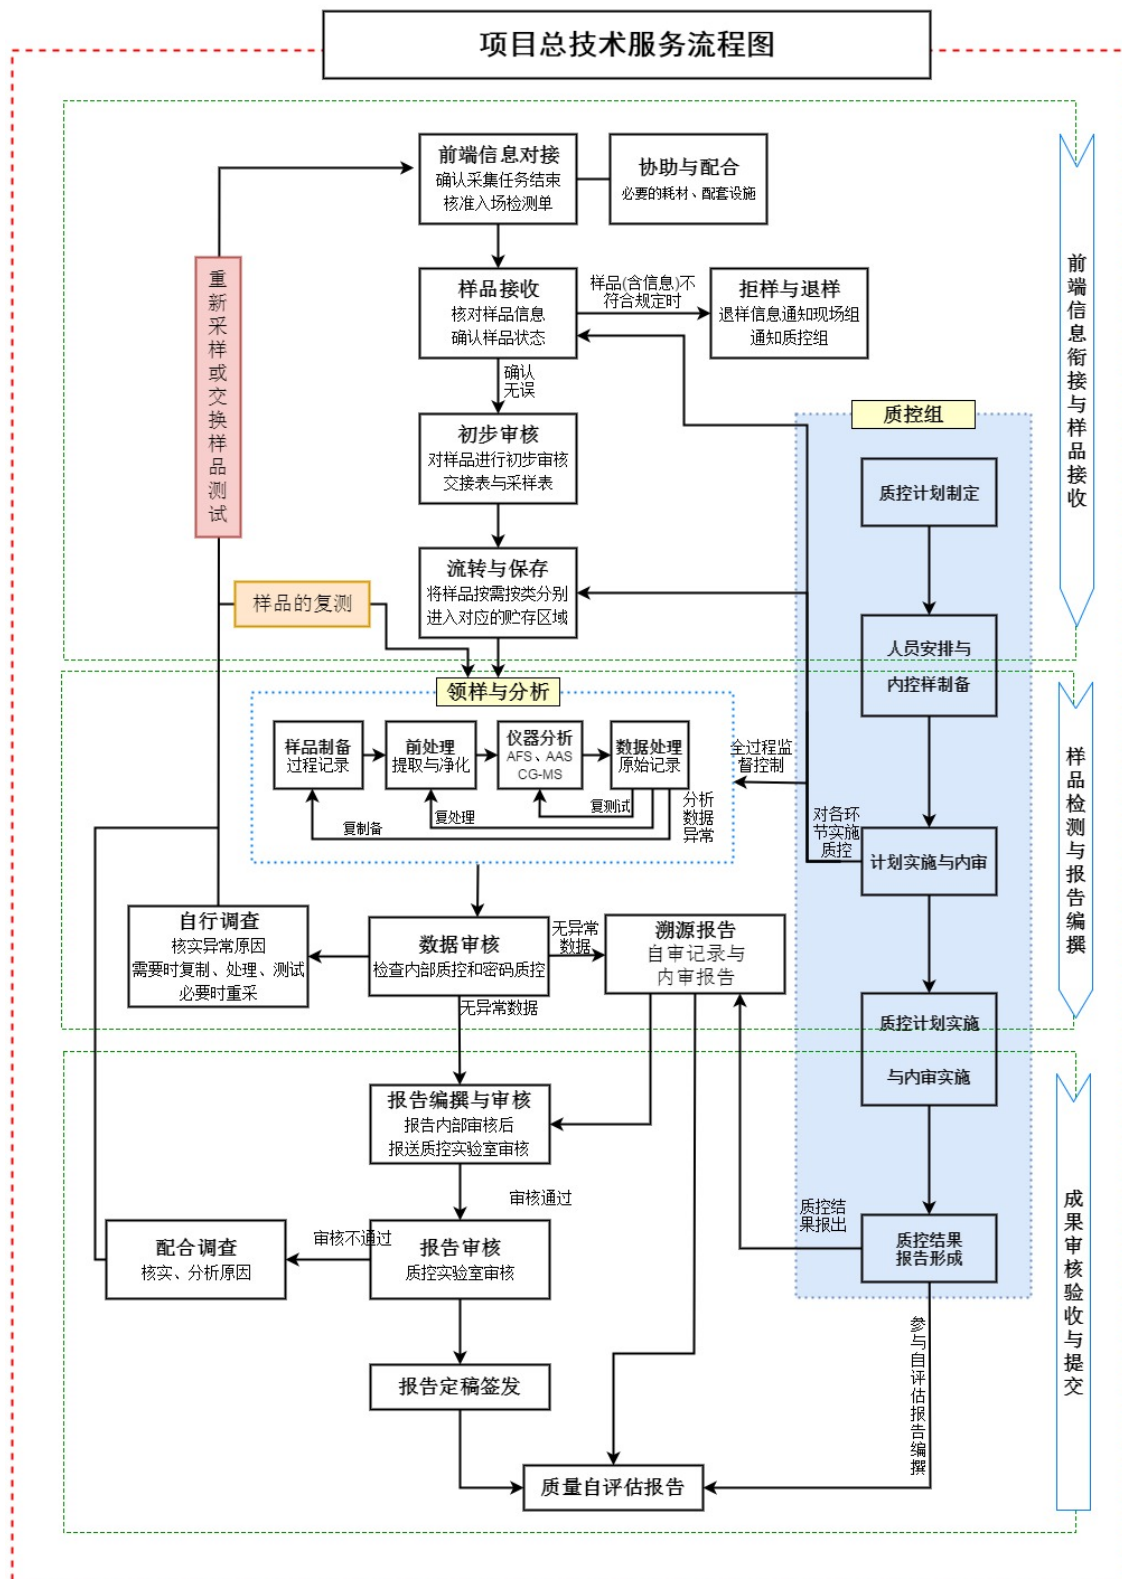 项目总技术服务流程图
前端信息对接
确认采集任务结束
核准入场检测单
协助与配合
必要的耗材、配套设施
样品接收
核对样品信息
确认样品状态
样品(含信息)不
符合规定时
拒样与退样
退样信息通知现场组
通知质控组
确认
无误
初步审核
对样品进行初步审核
交接表与采样表
流转与保存
将样品按需按类分别
进入对应的贮存区域
重新采样或交换样品测试
样品的复测
前端信息衔接与样品接收
质控组
质控计划制定
人员安排与
内控样制备
计划实施与内审
质控计划实施
与内审实施
质控结果
报告形成
领样与分析
样品制备
过程记录
前处理
提取与净化
仪器分析
AFS、AAS
CG-MS
数据处理
原始记录
复测试
复处理
复制备
分析
数据
异常
全过程监
督控制
对各环
节实施
质控
样品检测与报告编撰
自行调查
核实异常原因
需要时复制、处理、测试
必要时重采
数据审核
检查内部质控和密码质控
无异常
数据
溯源报告
自审记录与
内审报告
无异常数据
报告编撰与审核
报告内部审核后
报送质控实验室审核
审核通过
质控结
果报出
配合调查
核实、分析原因
审核不通过
报告审核
质控实验室审核
报告定稿签发
质量自评估报告
参与自评估报告编撰
成果审核验收与提交